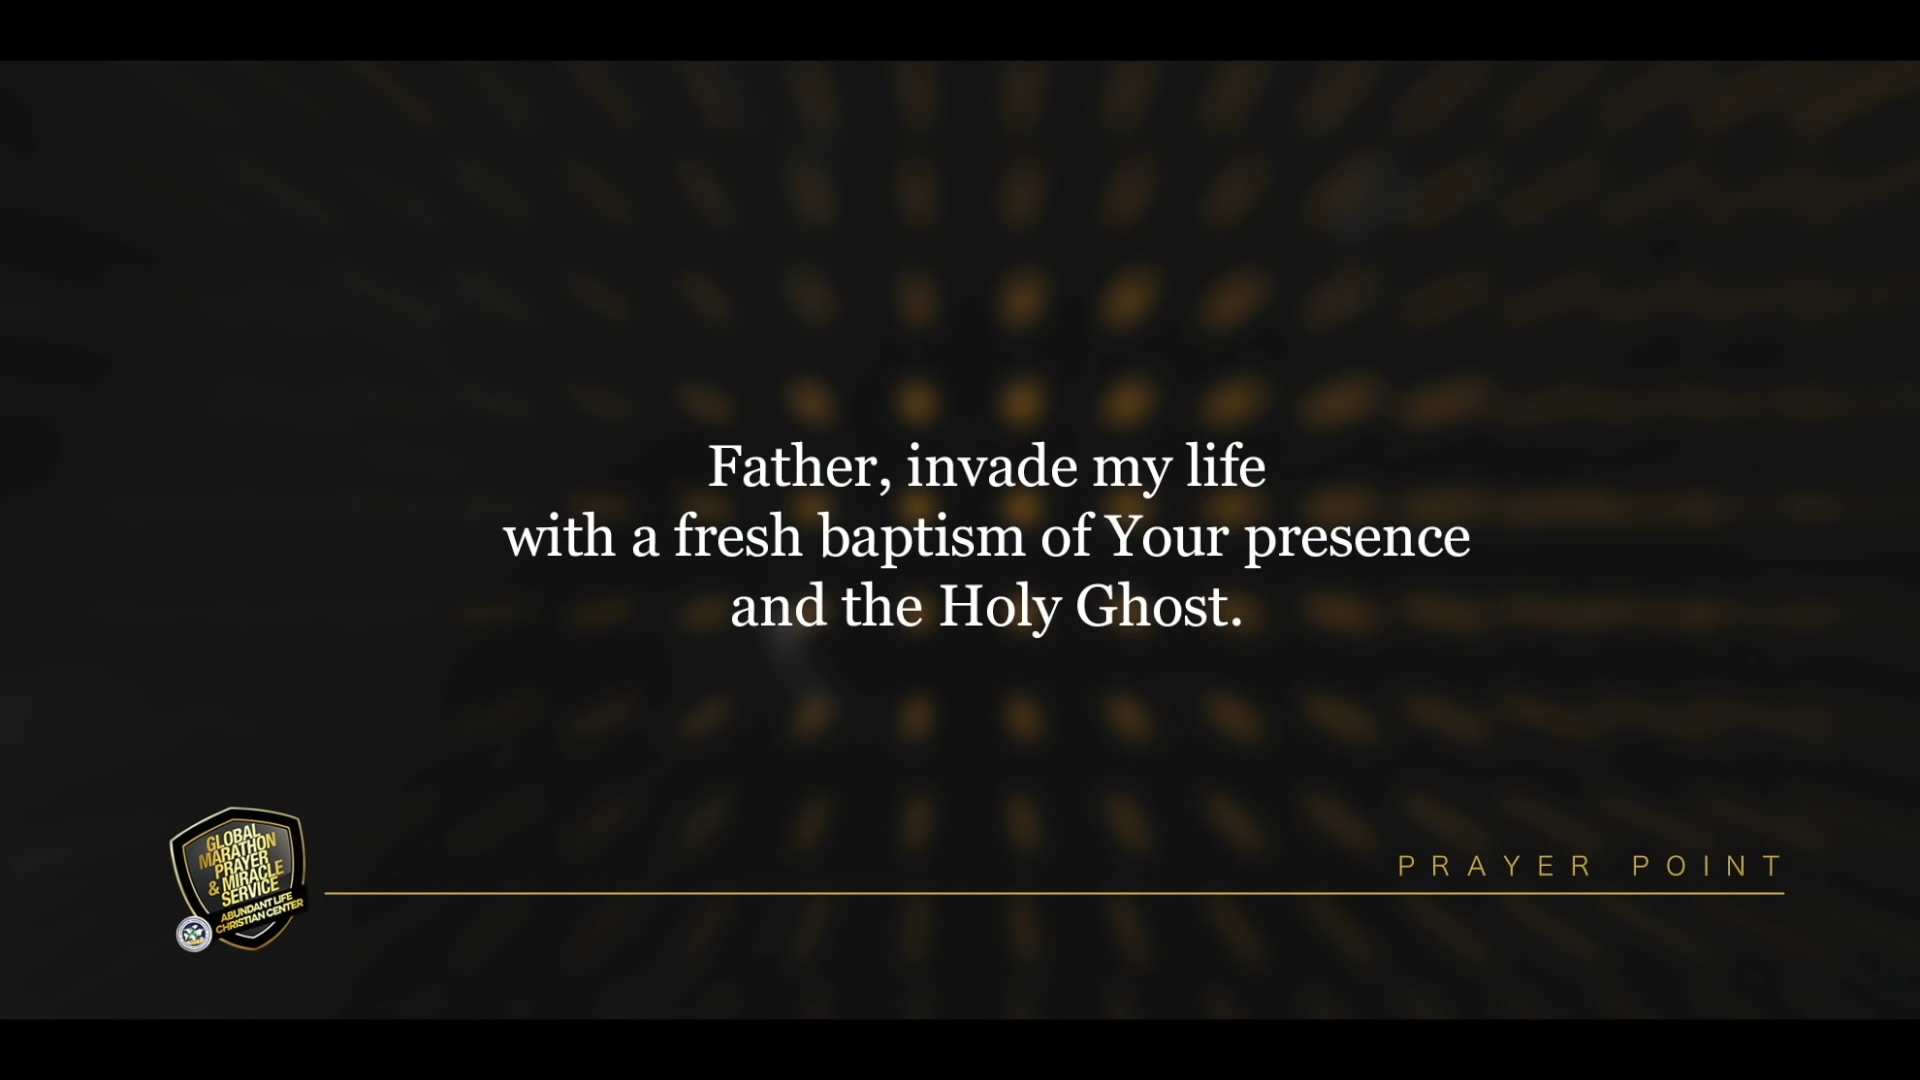 Father, invade my life
with a fresh baptism of Your presence
and the Holy Ghost.
PRAYER POINT
GLOBAL
MARATHON
PRAYER
& MIRACLE
SERVICE
ABUNDANT LIFE
CHRISTIAN CENTER